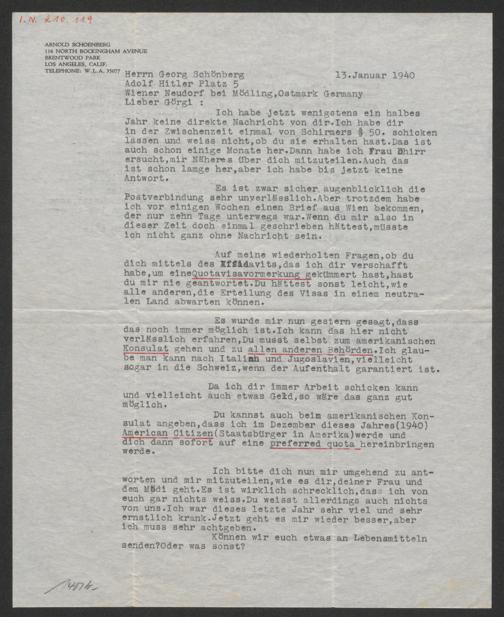 I.N. 210.119
ARNOLD SCHOENBERG
116 NORTH ROCKINGHAM AVENUE
BRENTWOOD PARK
LOS ANGELES, CALIF.
TELEPHONE: W.L.A. 35077
Herrn Georg Schönberg 13.Januar 1940
Adolf Hitler Platz 5
Wiener Neudorf bei Mödling,Ostmark Germany
Lieber Görgi :
Ich habe jetzt wenigstens ein halbes
Jahr keine direkte Nachricht von dir.Ich habe dir
in der Zwischenzeit einmal von Schirmers $ 50. schicken
lassen und weiss nicht,ob du sie erhalten hast.Das ist
auch schon einige Monate her.Dann habe ich Frau
ersucht,mir Näheres über dich mitzuteilen.Auch das
ist schon lange her,aber ich habe bis jetzt keine
Antwort.
Es ist zwar sicher augenblicklich die
Postverbindung sehr unverlässlich.Aber trotzdem habe
ich vor einigen Wochen einen Brief aus Wien bekommen,
der nur zehn Tage unterwegs war.Wenn du mir also in
dieser Zeit doch einmal geschrieben hättest,müsste
ich nicht ganz ohne Nachricht sein.
Auf meine wiederholten Fragen,ob du
dich mittels des Affidavits,das ich dir verschafft
habe,um eine Quotavisavormerkung gekümmert hast,hast
du mir nie geantwortet.Du hättest sonst leicht,wie
alle anderen,die Erteilung des Visas in einem neutra-
len Land abwarten können.
Es wurde mir nun gestern gesagt,dass
das noch immer möglich ist.Ich kann das hier nicht
verlässlich erfahren,Du musst selbst zum amerikanischen
Konsulat gehen und zu allen anderen Behörden.Ich glau-
be man kann nach Italien und Jugoslavien,vielleicht
sogar in die Schweiz,wenn der Aufenthalt garantiert ist.
Da ich dir immer Arbeit schicken kann
und vielleicht auch etwas Geld,so wäre das ganz gut
möglich.
Du kannst auch beim amerikanischen Kon-
sulat angeben,dass ich im Dezember dieses Jahres(1940)
American Citizen(Staatsbürger in Amerika)werde und
dich dann sofort auf eine preferred quota hereinbringen
werde.
Ich bitte dich nun mir umgehend zu ant-
worten und mir mitzuteilen,wie es dir,deiner Frau und
dem Mädi geht.Es ist wirklich schrecklich,dass ich von
euch gar nichts weiss.Du weisst allerdings auch nichts
von uns.Ich war dieses letzte Jahr sehr viel und sehr
ernstlich krank.Jetzt geht es mir wieder besser,aber
ich muss sehr achtgeben.
Können wir euch etwas an Lebensmitteln
senden?Oder was sonst?